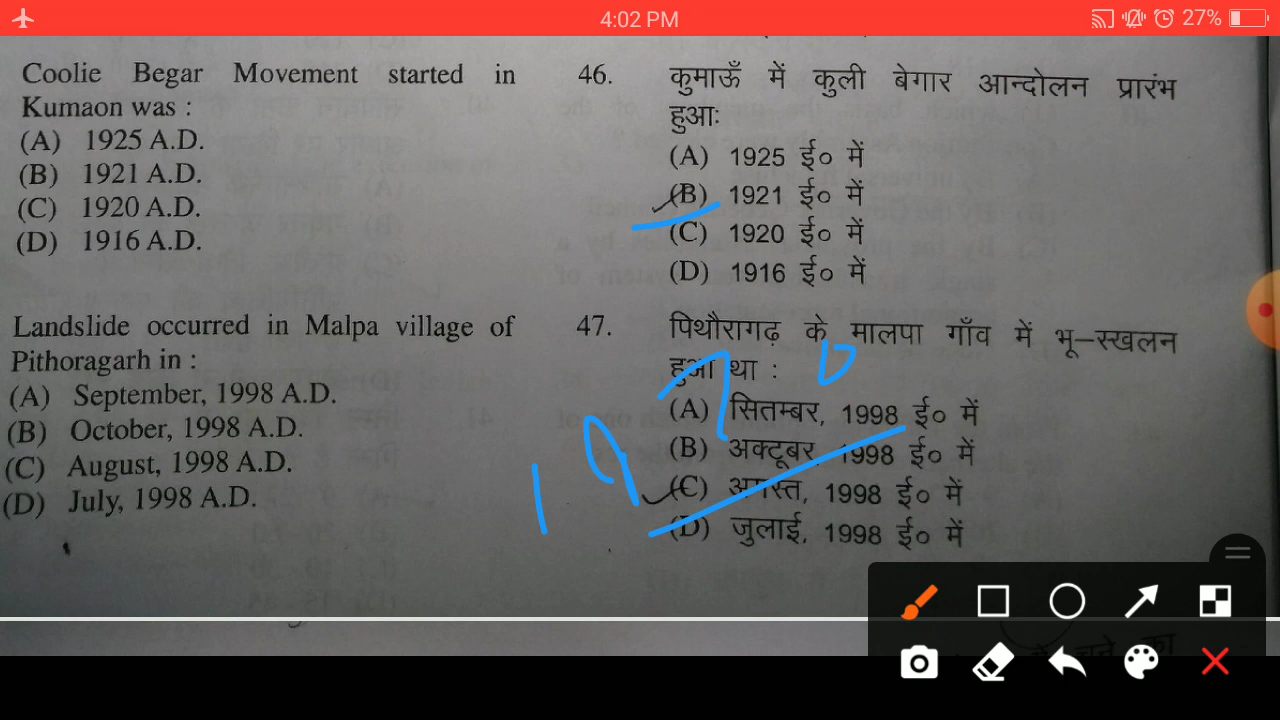 4:02 PM
27%
Coolie Begar Movement started in
Kumaon was :
(A) 1925 A.D.
(B) 1921 A.D.
(C) 1920 A.D.
(D) 1916 A.D.
46. कुमाऊँ में कुली बेगार आन्दोलन प्रारंभ
हुआः
(A) 1925 ई० में
(B) 1921 ई० में
(C) 1920 ई० में
(D) 1916 ई० में
Landslide occurred in Malpa village of
Pithoragarh in :
(A) September, 1998 A.D.
(B) October, 1998 A.D.
(C) August, 1998 A.D.
(D) July, 1998 A.D.
47. पिथौरागढ़ के मालपा गाँव में भू–स्खलन
हुआ था :
(A) सितम्बर, 1998 ई० में
(B) अक्टूबर, 1998 ई० में
(C) अगस्त, 1998 ई० में
(D) जुलाई, 1998 ई० में